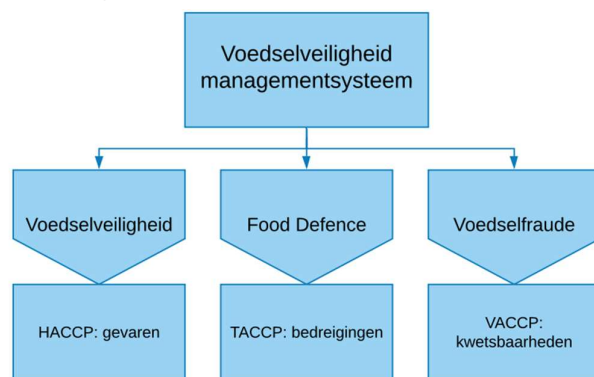 Voedselveiligheid
managementsysteem
Voedselveiligheid
Food Defence
Voedselfraude
HACCP: gevaren
TACCP: bedreigingen
VACCP:
kwetsbaarheden